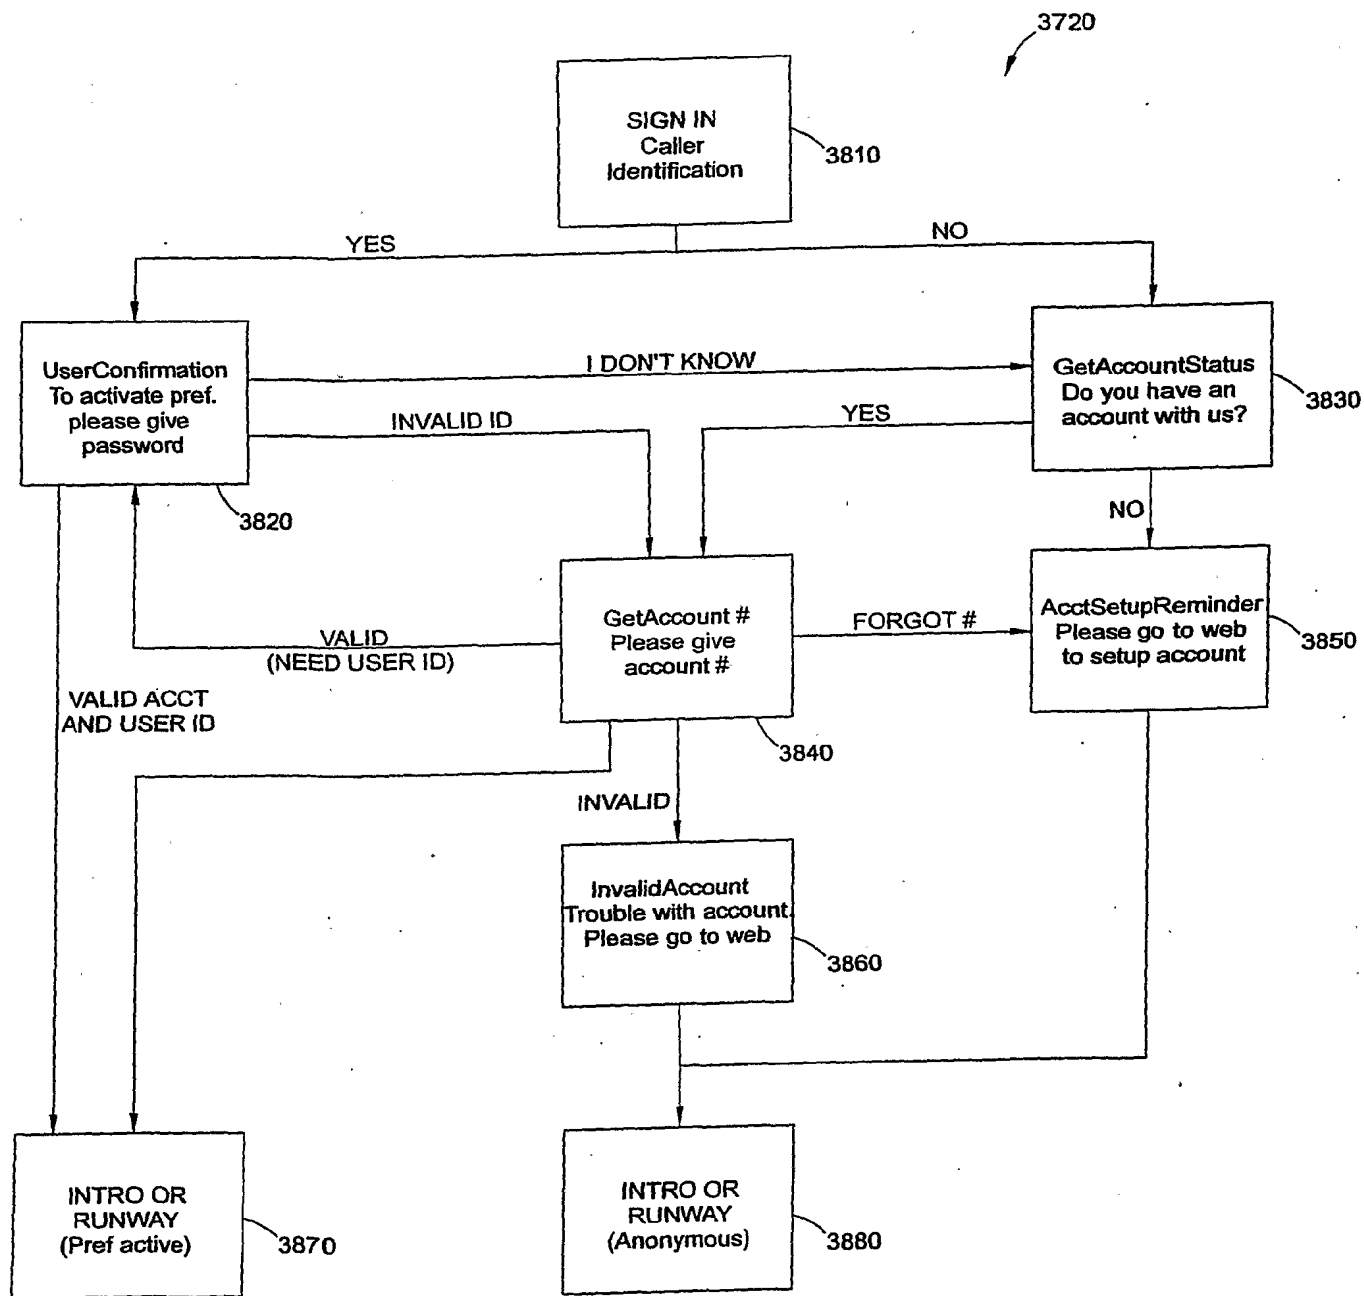 3720
SIGN IN
Caller
Identification
3810
YES
NO
UserConfirmation
To activate pref.
please give
password
3820
I DON'T KNOW
INVALID ID
YES
GetAccountStatus
Do you have an
account with us?
3830
NO
GetAccount #
Please give
account #
3840
VALID
(NEED USER ID)
FORGOT #
AcctSetupReminder
Please go to web
to setup account
3850
VALID ACCT
AND USER ID
INVALID
InvalidAccount
Trouble with account.
Please go to web
3860
INTRO OR
RUNWAY
(Pref active)
3870
INTRO OR
RUNWAY
(Anonymous)
3880